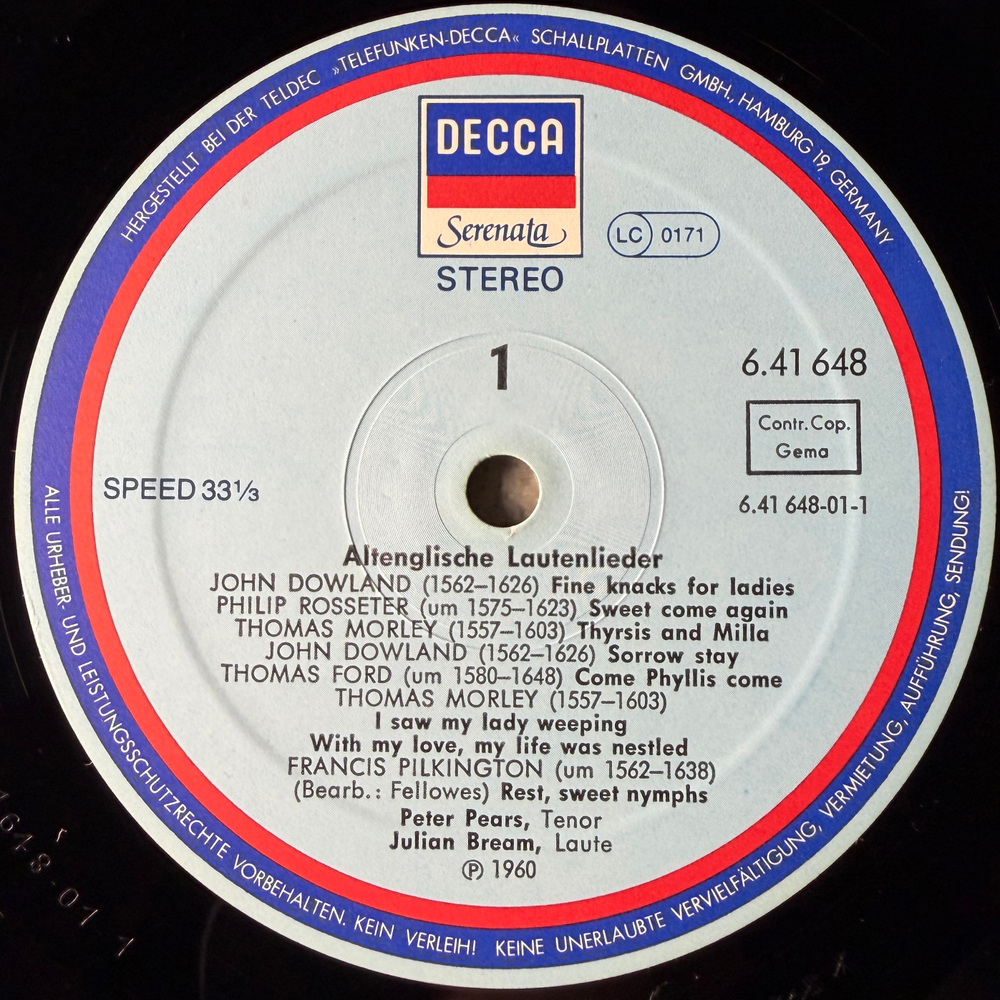 HERGESTELLT BEI DER TELDEC »TELEFUNKEN-DECCA« SCHALLPLATTEN GMBH., HAMBURG 19, GERMANY
DECCA
Serenata
LC 0171
STEREO
1
6.41 648
Contr. Cop.
Gema
SPEED 33⅓
6.41 648-01-1
Altenglische Lautenlieder
JOHN DOWLAND (1562–1626) Fine knacks for ladies
PHILIP ROSSETER (um 1575–1623) Sweet come again
THOMAS MORLEY (1557–1603) Thyrsis and Milla
JOHN DOWLAND (1562–1626) Sorrow stay
THOMAS FORD (um 1580–1648) Come Phyllis come
THOMAS MORLEY (1557–1603)
I saw my lady weeping
With my love, my life was nestled
FRANCIS PILKINGTON (um 1562–1638)
(Bearb.: Fellowes) Rest, sweet nymphs
Peter Pears, Tenor
Julian Bream, Laute
Ⓟ 1960
ALLE URHEBER- UND LEISTUNGSSCHUTZRECHTE VORBEHALTEN. KEIN VERLEIH! KEINE UNERLAUBTE VERVIELFÄLTIGUNG, VERMIETUNG, AUFFÜHRUNG, SENDUNG!
1648-01 1